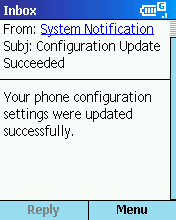 Inbox
From: System Notification
Subj: Configuration Update
Succeeded
Your phone configuration
settings were updated
successfully.
Reply Menu